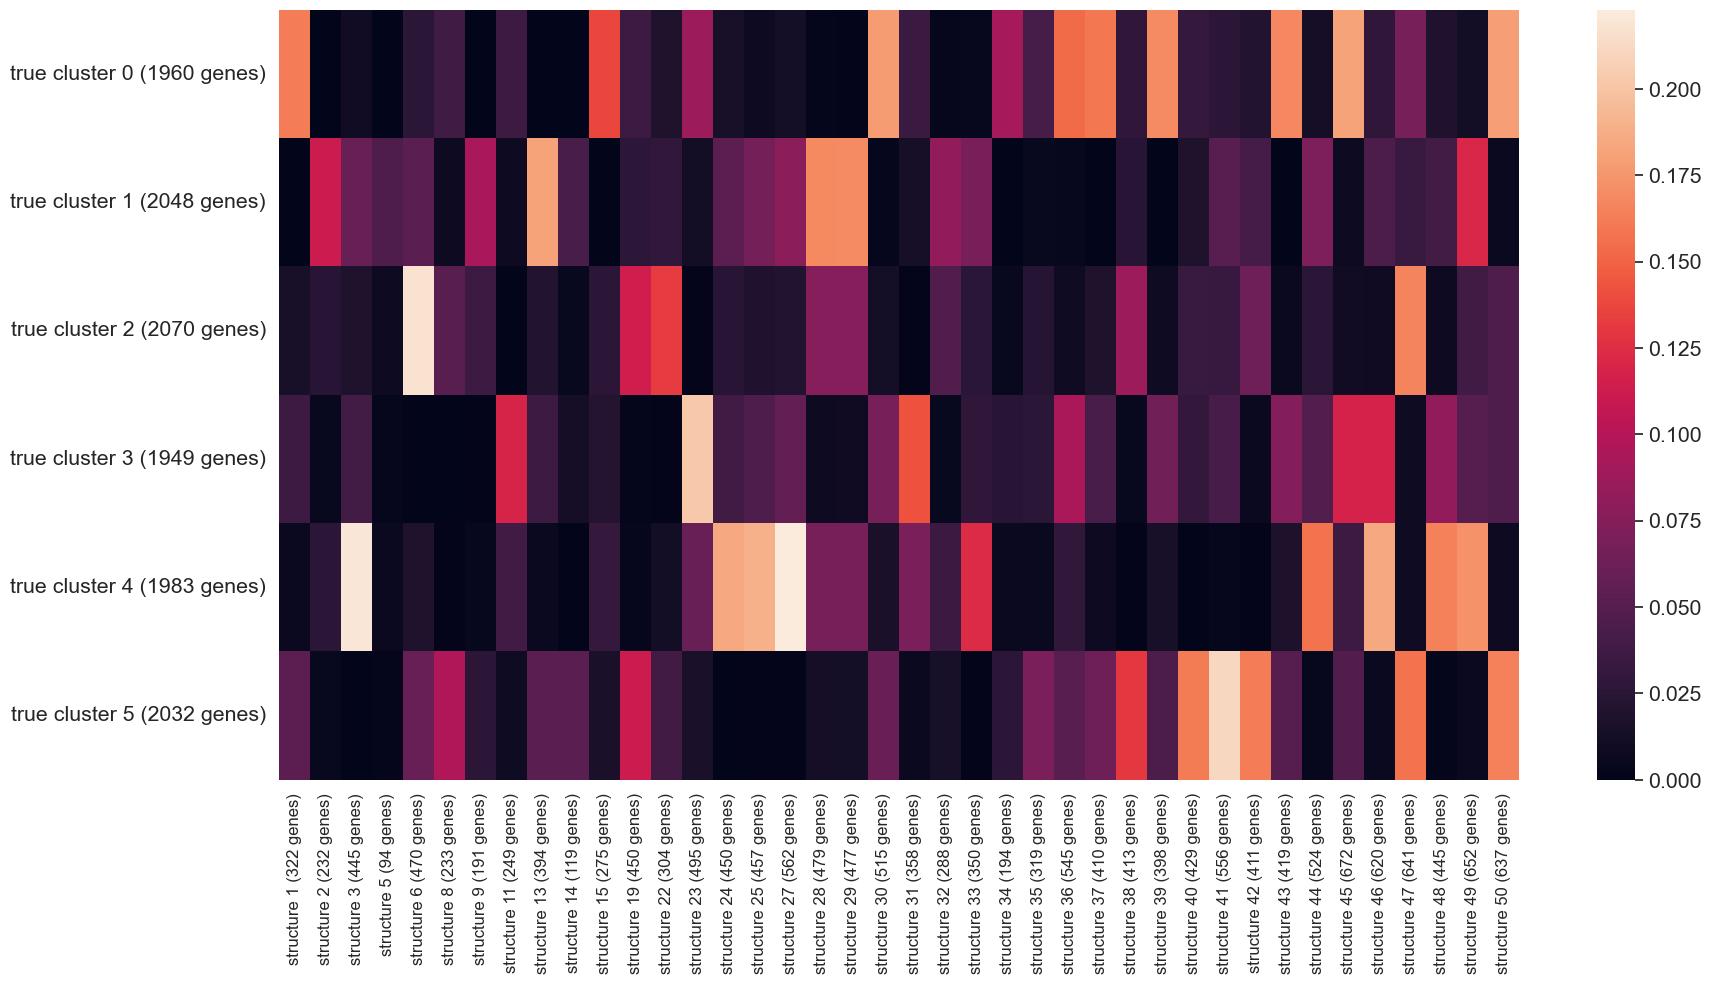 true cluster 0 (1960 genes)
true cluster 1 (2048 genes)
true cluster 2 (2070 genes)
true cluster 3 (1949 genes)
true cluster 4 (1983 genes)
true cluster 5 (2032 genes)
structure 1 (322 genes)
structure 2 (232 genes)
structure 3 (445 genes)
structure 5 (94 genes)
structure 6 (470 genes)
structure 8 (233 genes)
structure 9 (191 genes)
structure 11 (249 genes)
structure 13 (394 genes)
structure 14 (119 genes)
structure 15 (275 genes)
structure 19 (450 genes)
structure 22 (304 genes)
structure 23 (495 genes)
structure 24 (450 genes)
structure 25 (457 genes)
structure 27 (562 genes)
structure 28 (479 genes)
structure 29 (477 genes)
structure 30 (515 genes)
structure 31 (358 genes)
structure 32 (288 genes)
structure 33 (350 genes)
structure 34 (194 genes)
structure 35 (319 genes)
structure 36 (545 genes)
structure 37 (410 genes)
structure 38 (413 genes)
structure 39 (398 genes)
structure 40 (429 genes)
structure 41 (556 genes)
structure 42 (411 genes)
structure 43 (419 genes)
structure 44 (524 genes)
structure 45 (672 genes)
structure 46 (620 genes)
structure 47 (641 genes)
structure 48 (445 genes)
structure 49 (652 genes)
structure 50 (637 genes)
0.200
0.175
0.150
0.125
0.100
0.075
0.050
0.025
0.000